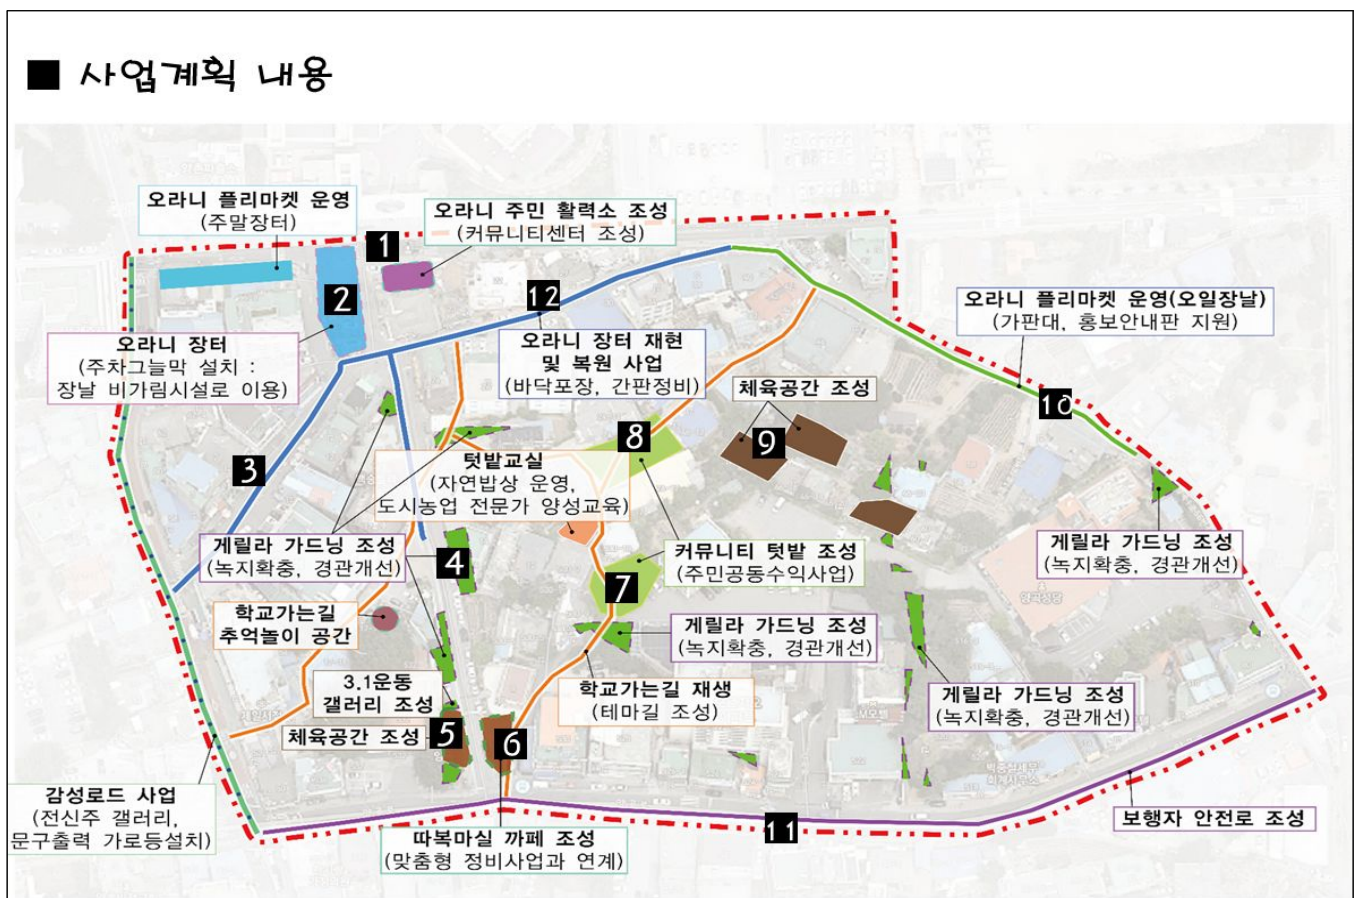 ■ 사업계획 내용
오라니 플리마켓 운영
(주말장터)
오라니 주민 활력소 조성
(커뮤니티센터 조성)
1
2
12
오라니 플리마켓 운영(오일장날)
(가판대, 홍보안내판 지원)
오라니 장터
(주차그늘막 설치 :
장날 비가림시설로 이용)
오라니 장터 재현
및 복원 사업
(바닥포장, 간판정비)
체육공간 조성
10
3
8
9
텃밭교실
(자연밥상 운영,
도시농업 전문가 양성교육)
게릴라 가드닝 조성
(녹지확충, 경관개선)
4
커뮤니티 텃밭 조성
(주민공동수익사업)
게릴라 가드닝 조성
(녹지확충, 경관개선)
7
학교가는길
추억놀이 공간
게릴라 가드닝 조성
(녹지확충, 경관개선)
3.1운동
갤러리 조성
학교가는길 재생
(테마길 조성)
게릴라 가드닝 조성
(녹지확충, 경관개선)
체육공간 조성
5
6
감성로드 사업
(전신주 갤러리,
문구출력 가로등설치)
따복마실 까페 조성
(맞춤형 정비사업과 연계)
11
보행자 안전로 조성